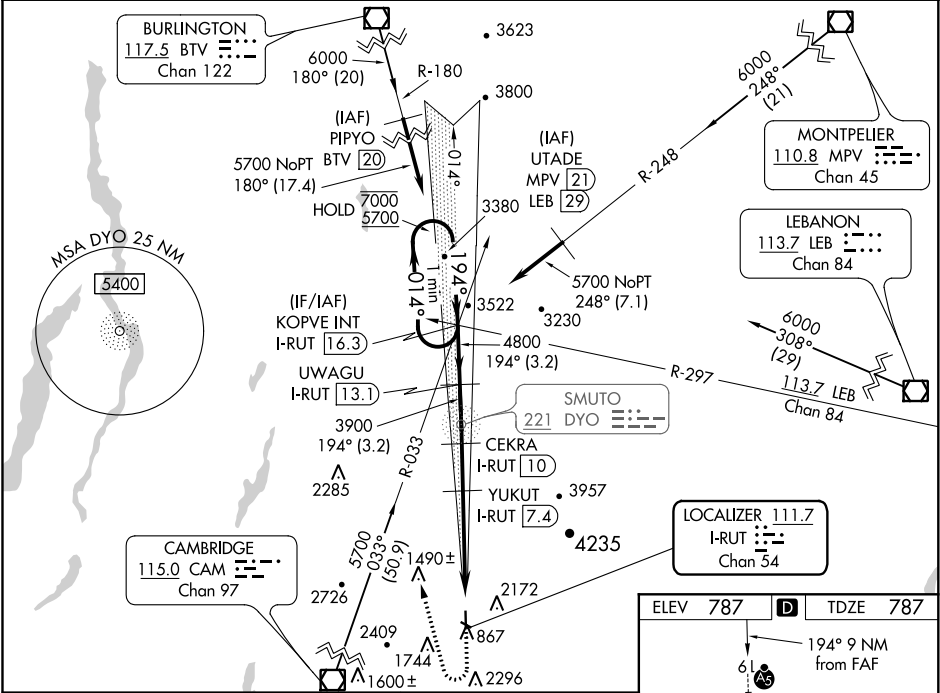 BURLINGTON
117.5 BTV
Chan 122
6000
180° (20)
R-180
3623
3800
(IAF)
PIPYO
BTV 20
5700 NoPT
180° (17.4)
HOLD 7000
5700
014°
3380
(IAF)
UTADE
MPV 21
LEB 29
6000
248°
(21)
R-248
MONTPELIER
110.8 MPV
Chan 45
LEBANON
113.7 LEB
Chan 84
MSA DYO 25 NM
5400
014°
1 min
194°
3522
5700 NoPT
248° (7.1)
3230
(IF/IAF)
KOPVE INT
I-RUT 16.3
4800
194° (3.2)
6000
308°
(29)
R-297
113.7 LEB
Chan 84
UWAGU
I-RUT 13.1
SMUTO
221 DYO
3900
194° (3.2)
R-033
CEKRA
I-RUT 10
2285
YUKUT
I-RUT 7.4
3957
4235
LOCALIZER 111.7
I-RUT
Chan 54
CAMBRIDGE
115.0 CAM
Chan 97
5700
033°
(50.9)
1490±
2726
2172
867
2409
1744
1600±
2296
ELEV 787
D
TDZE 787
194° 9 NM
from FAF
19
A5